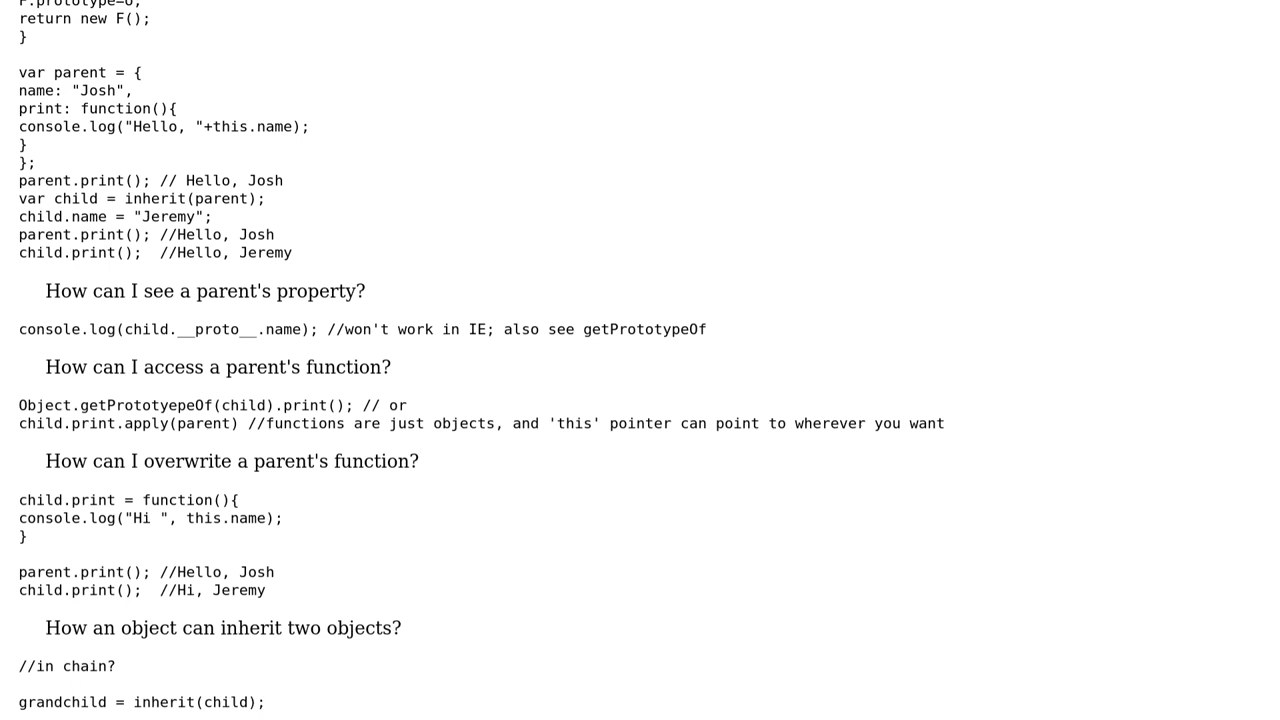 F.prototype=o;
return new F();
}
var parent = {
name: "Josh",
print: function(){
console.log("Hello, "+this.name);
}
};
parent.print(); // Hello, Josh
var child = inherit(parent);
child.name = "Jeremy";
parent.print(); //Hello, Josh
child.print();  //Hello, Jeremy
How can I see a parent's property?
console.log(child.__proto__.name); //won't work in IE; also see getPrototypeOf
How can I access a parent's function?
Object.getPrototyepeOf(child).print(); // or
child.print.apply(parent) //functions are just objects, and 'this' pointer can point to wherever you want
How can I overwrite a parent's function?
child.print = function(){
console.log("Hi ", this.name);
}
parent.print(); //Hello, Josh
child.print();  //Hi, Jeremy
How an object can inherit two objects?
//in chain?
grandchild = inherit(child);